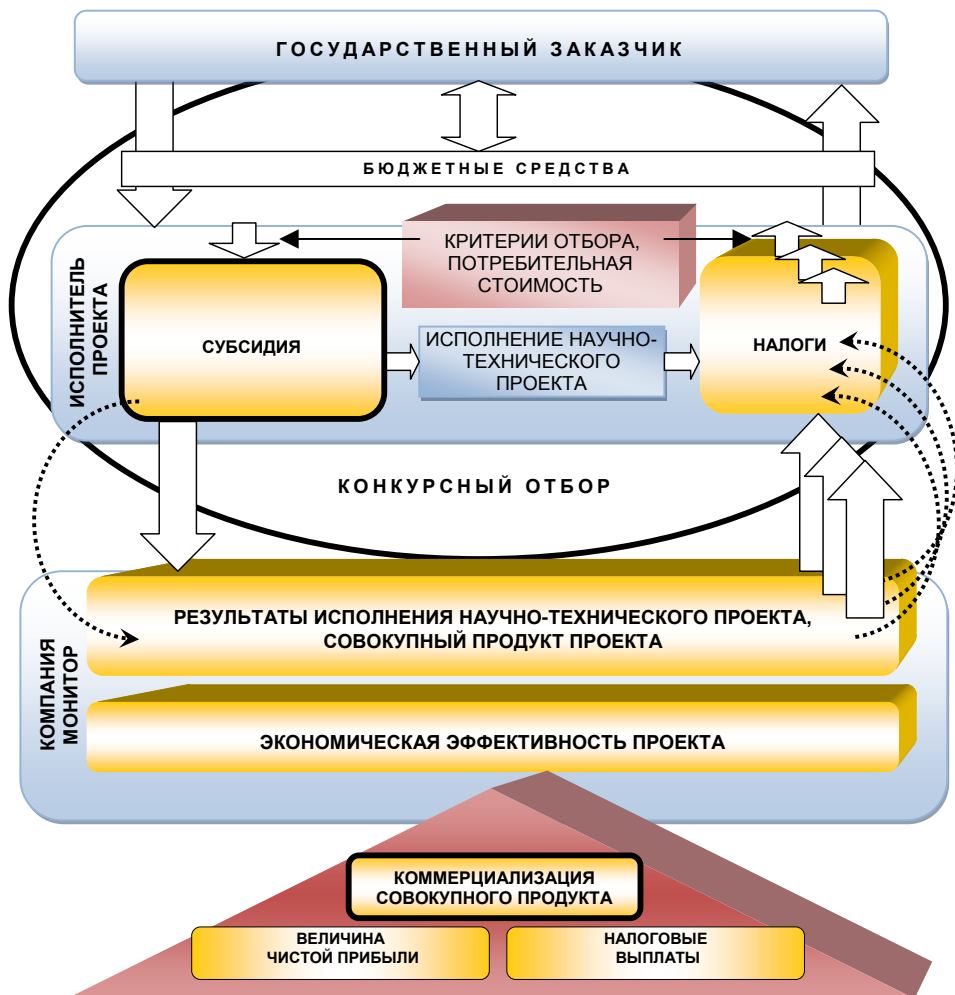 ГОСУДАРСТВЕННЫЙ ЗАКАЗЧИК
БЮДЖЕТНЫЕ СРЕДСТВА
ИСПОЛНИТЕЛЬ
ПРОЕКТА
КРИТЕРИИ ОТБОРА,
ПОТРЕБИТЕЛЬНАЯ
СТОИМОСТЬ
СУБСИДИЯ
ИСПОЛНЕНИЕ НАУЧНО-
ТЕХНИЧЕСКОГО
ПРОЕКТА
НАЛОГИ
КОНКУРСНЫЙ ОТБОР
КОМПАНИЯ
МОНИТОР
РЕЗУЛЬТАТЫ ИСПОЛНЕНИЯ НАУЧНО-ТЕХНИЧЕСКОГО ПРОЕКТА,
СОВОКУПНЫЙ ПРОДУКТ ПРОЕКТА
ЭКОНОМИЧЕСКАЯ ЭФФЕКТИВНОСТЬ ПРОЕКТА
КОММЕРЦИАЛИЗАЦИЯ
СОВОКУПНОГО ПРОДУКТА
ВЕЛИЧИНА
ЧИСТОЙ ПРИБЫЛИ
НАЛОГОВЫЕ
ВЫПЛАТЫ